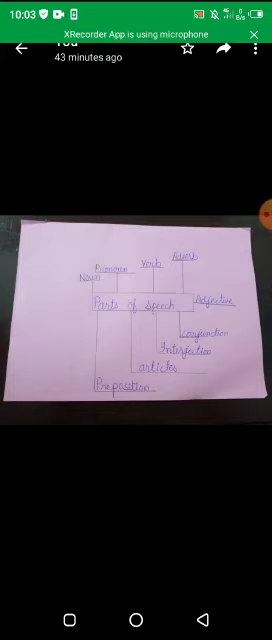 10:03
XRecorder App is using microphone
You
43 minutes ago
Pronoun
Verb
Adverb
Noun
Parts of Speech
Adjective
conjunction
Interjection
articles
Preposition